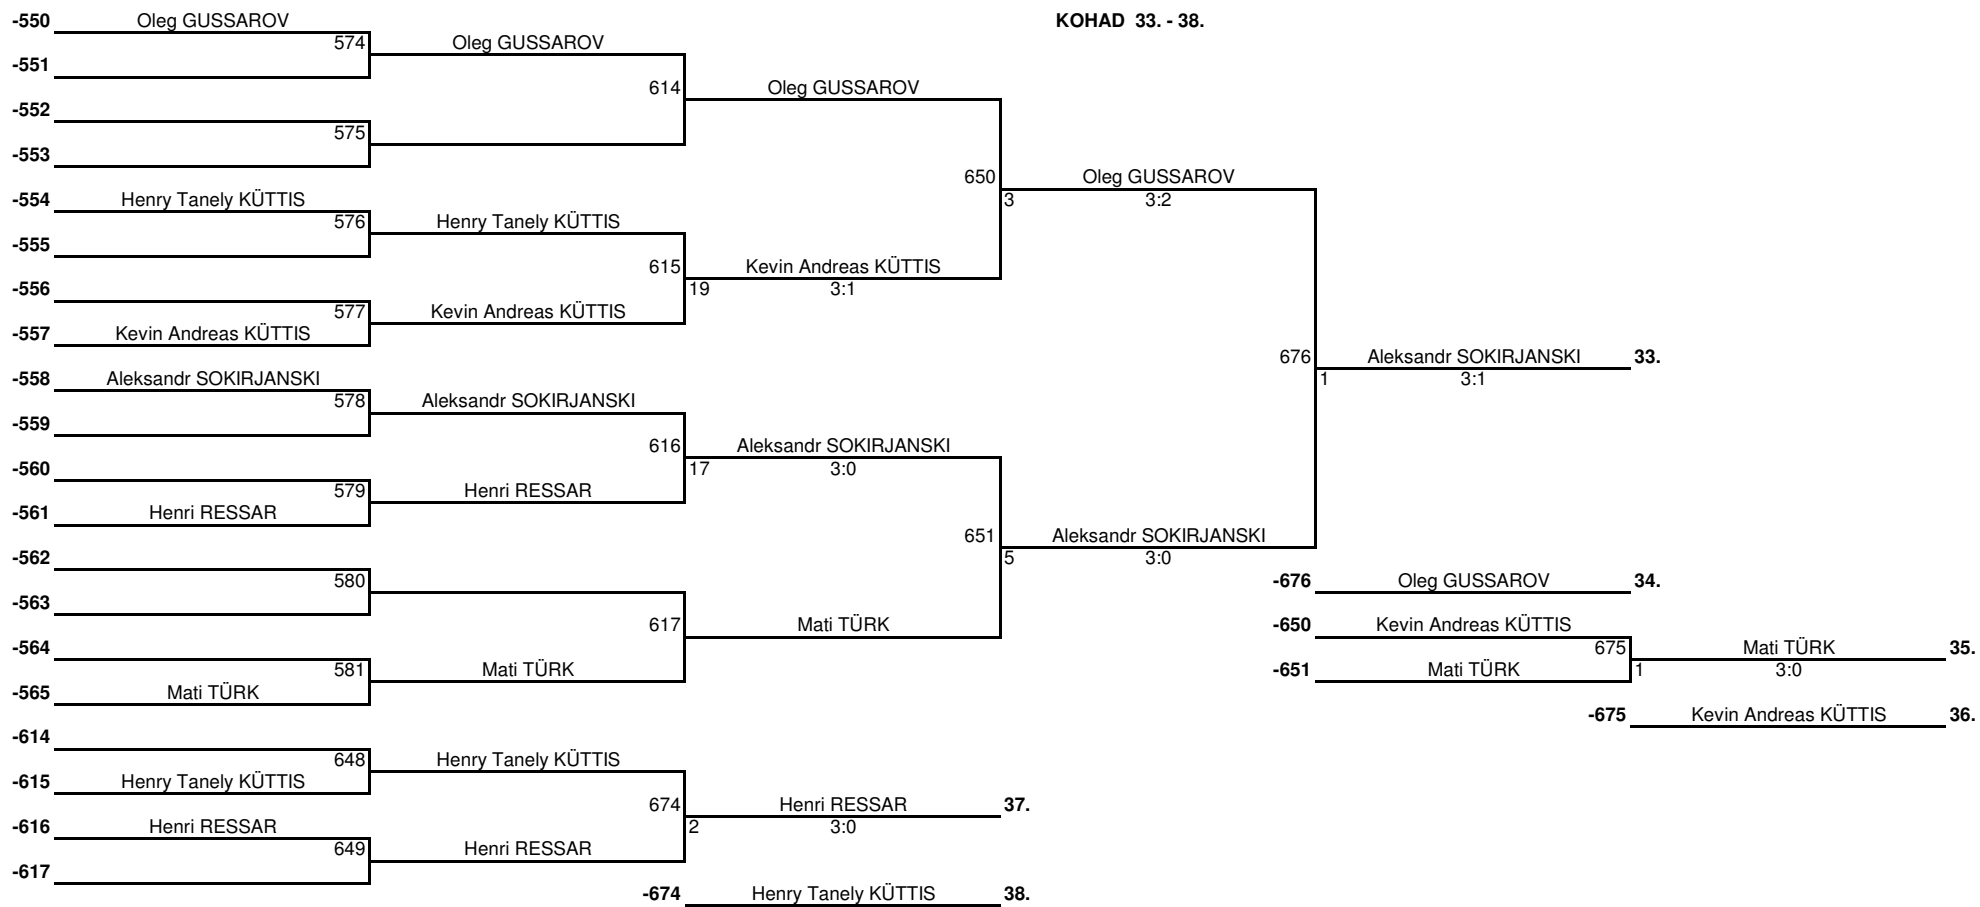 -550 Oleg GUSSAROV KOHAD 33. - 38.
574 Oleg GUSSAROV
-551
614 Oleg GUSSAROV
-552
575
-553
650 Oleg GUSSAROV
3 3:2
-554 Henry Tanely KÜTTIS
576 Henry Tanely KÜTTIS
-555
615 Kevin Andreas KÜTTIS
19 3:1
-556
577 Kevin Andreas KÜTTIS
-557 Kevin Andreas KÜTTIS
676 Aleksandr SOKIRJANSKI 33.
1 3:1
-558 Aleksandr SOKIRJANSKI
578 Aleksandr SOKIRJANSKI
-559
616 Aleksandr SOKIRJANSKI
17 3:0
-560
579 Henri RESSAR
-561 Henri RESSAR
651 Aleksandr SOKIRJANSKI
5 3:0
-562
580
-676 Oleg GUSSAROV 34.
-563
617 Mati TÜRK
-650 Kevin Andreas KÜTTIS
-564
675 Mati TÜRK 35.
1 3:0
581 Mati TÜRK
-651 Mati TÜRK
-565 Mati TÜRK
-675 Kevin Andreas KÜTTIS 36.
-614
648 Henry Tanely KÜTTIS
-615 Henry Tanely KÜTTIS
674 Henri RESSAR 37.
2 3:0
-616 Henri RESSAR
649 Henri RESSAR
-617
-674 Henry Tanely KÜTTIS 38.